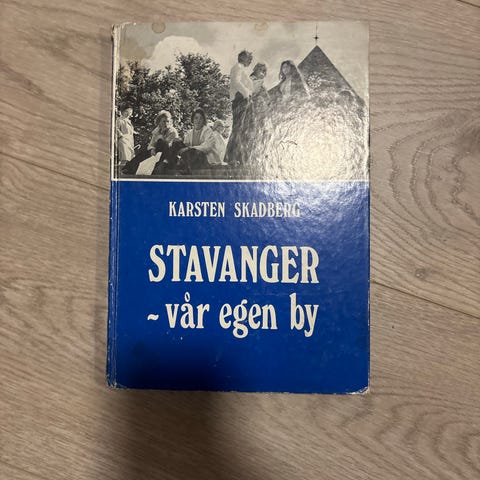 KARSTEN SKADBERG
STAVANGER
~ vår egen by